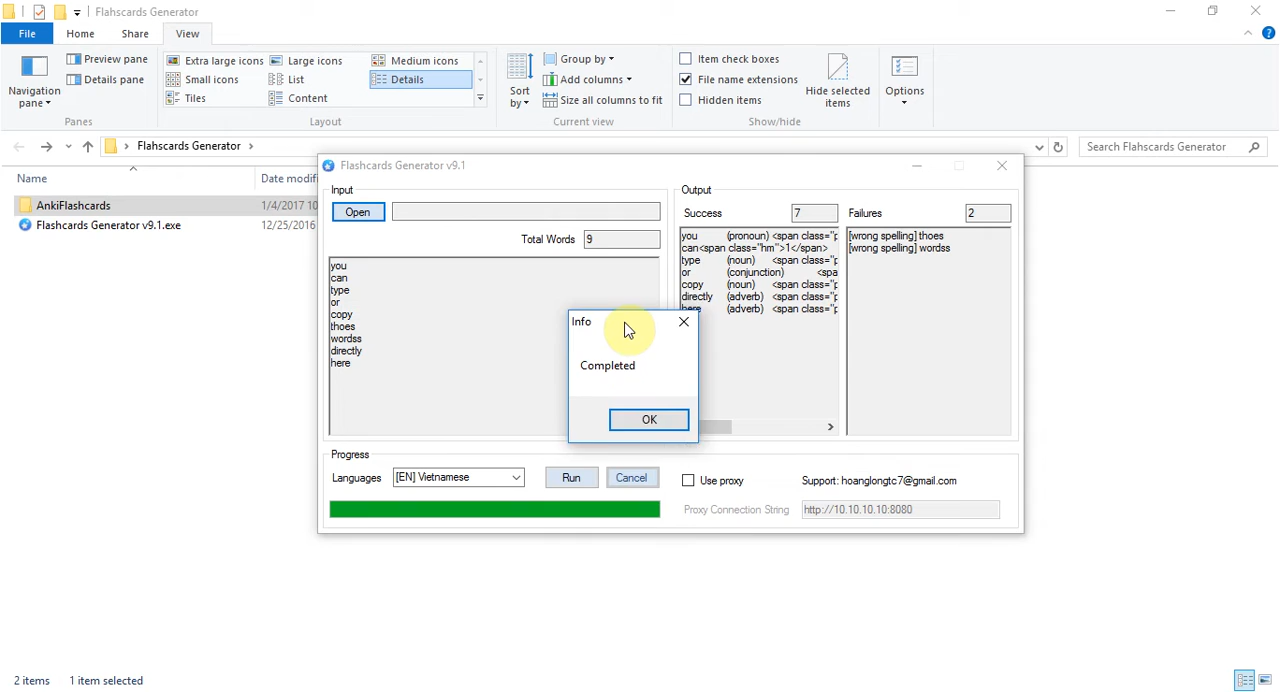 Flahscards Generator
File
Home
Share
View
Navigation pane
Preview pane
Details pane
Panes
Extra large icons
Large icons
Medium icons
Small icons
List
Details
Tiles
Content
Layout
Sort by
Group by
Add columns
Size all columns to fit
Current view
Item check boxes
File name extensions
Hidden items
Hide selected items
Show/hide
Options
Flahscards Generator
Search Flahscards Generator
Name
Date modifi
AnkiFlashcards
1/4/2017 10
Flashcards Generator v9.1.exe
12/25/2016
Flashcards Generator v9.1
Input
Open
Total Words 9
you
can
type
or
copy
thoes
wordss
directly
here
Output
Success 7
Failures 2
you (pronoun) <span class="p
can<span class="hm">1</span>
type (noun) <span class="p
or (conjunction) <spa
copy (noun) <span class="p
directly (adverb) <span class="p
here (adverb) <span class="p
[wrong spelling] thoes
[wrong spelling] wordss
Info
Completed
OK
Progress
Languages [EN] Vietnamese
Run
Cancel
Use proxy
Support: hoanglongtc7@gmail.com
Proxy Connection String http://10.10.10.10:8080
2 items 1 item selected